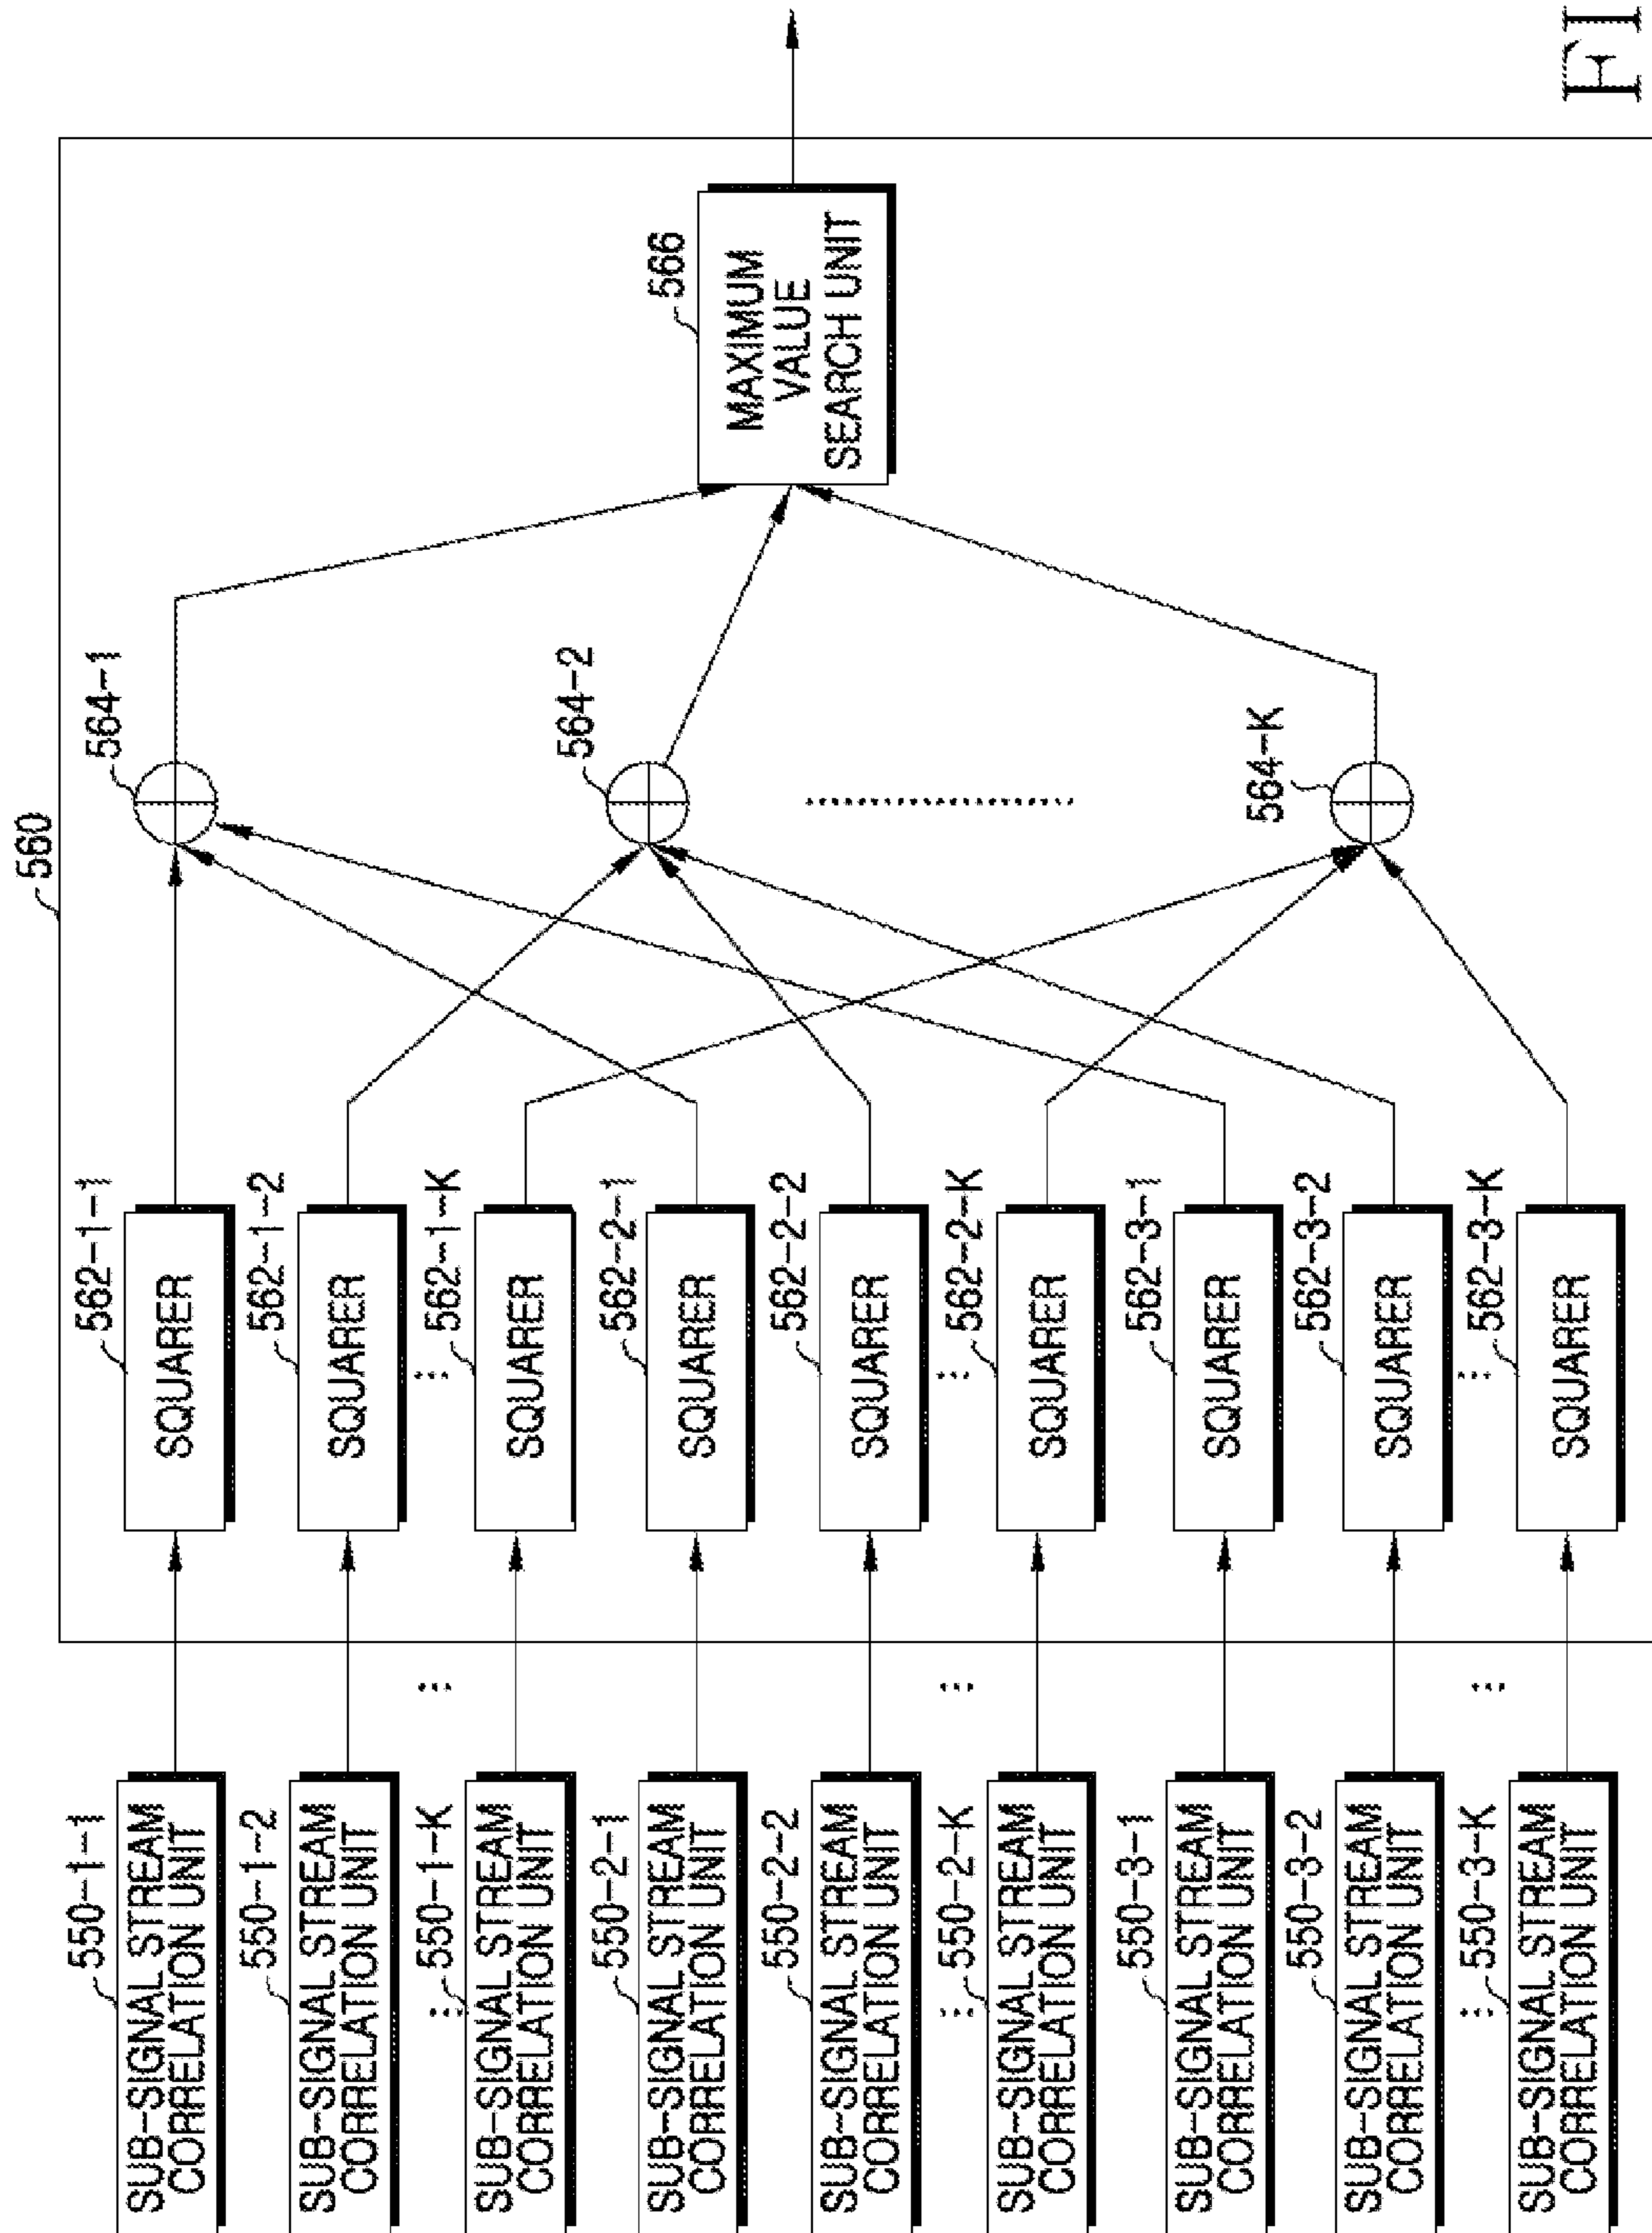 560
550-1-1
SUB-SIGNAL STREAM
CORRELATION UNIT
562-1-1
SQUARER
564-1
550-1-2
SUB-SIGNAL STREAM
CORRELATION UNIT
562-1-2
SQUARER
550-1-K
SUB-SIGNAL STREAM
CORRELATION UNIT
562-1-K
SQUARER
550-2-1
SUB-SIGNAL STREAM
CORRELATION UNIT
562-2-1
SQUARER
564-2
566
MAXIMUM
VALUE
SEARCH UNIT
550-2-2
SUB-SIGNAL STREAM
CORRELATION UNIT
562-2-2
SQUARER
550-2-K
SUB-SIGNAL STREAM
CORRELATION UNIT
562-2-K
SQUARER
550-3-1
SUB-SIGNAL STREAM
CORRELATION UNIT
562-3-1
SQUARER
564-K
550-3-2
SUB-SIGNAL STREAM
CORRELATION UNIT
562-3-2
SQUARER
550-3-K
SUB-SIGNAL STREAM
CORRELATION UNIT
562-3-K
SQUARER